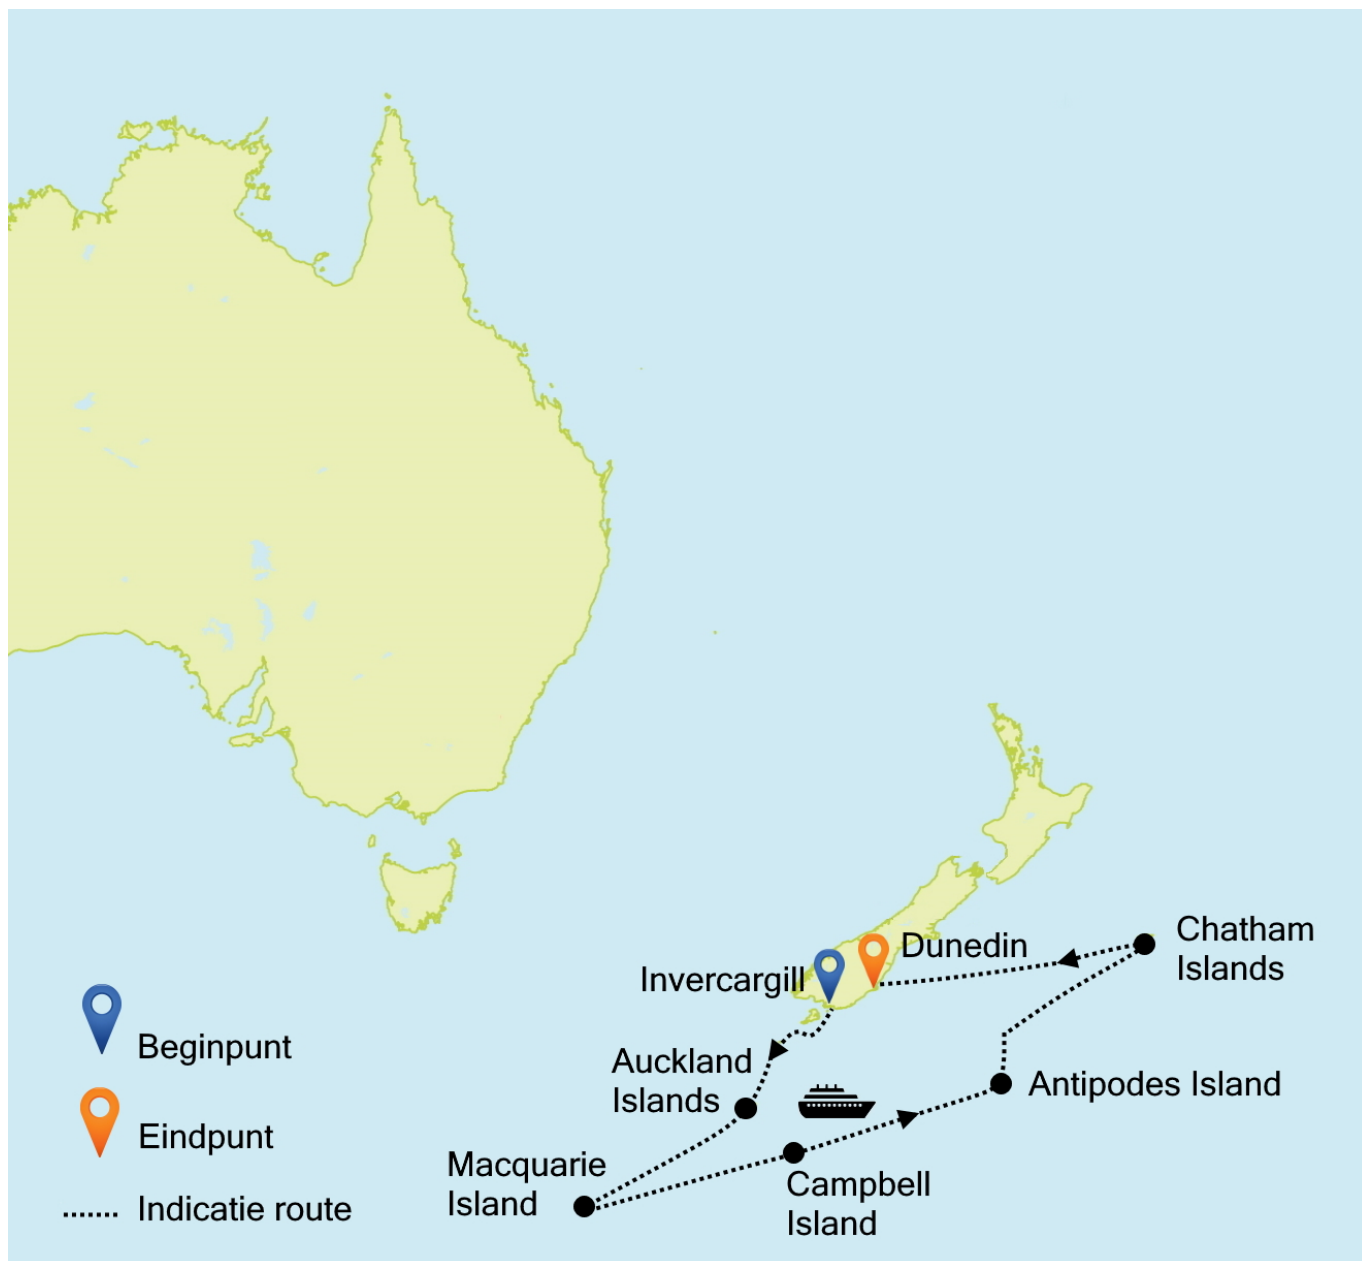 Chatham
Islands
Dunedin
Invercargill
Auckland
Islands
Antipodes Island
Macquarie
Island
Campbell
Island
Beginpunt
Eindpunt
Indicatie route